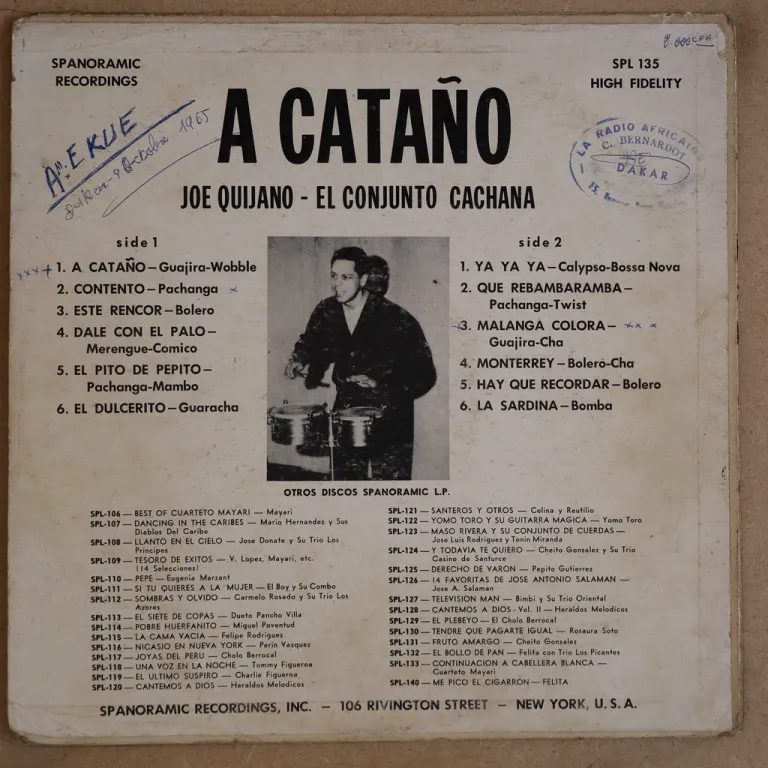 8.000 CFA
SPANORAMIC
RECORDINGS
SPL 135
HIGH FIDELITY
A CATAÑO
JOE QUIJANO - EL CONJUNTO CACHANA
EKUE
9 Octobre 1965
LA RADIO AFRICAINE
C. BERNARDOT
DAKAR
side 1
xxx+ 1. A CATAÑO — Guajira-Wobble
2. CONTENTO — Pachanga x
3. ESTE RENCOR — Bolero
4. DALE CON EL PALO —
Merengue-Comico
5. EL PITO DE PEPITO —
Pachanga-Mambo
6. EL DULCERITO — Guaracha
side 2
1. YA YA YA — Calypso-Bossa Nova
2. QUE REBAMBARAMBA —
Pachanga-Twist
3. MALANGA COLORA — xx x
Guajira-Cha
4. MONTERREY — Bolero-Cha
5. HAY QUE RECORDAR — Bolero
6. LA SARDINA — Bomba
OTROS DISCOS SPANORAMIC L.P.
SPL-106 — BEST OF CUARTETO MAYARI — Mayari
SPL-107 — DANCING IN THE CARIBES — Mario Hernandez y Sus
Diablos Del Caribe
SPL-108 — LLANTO EN EL CIELO — Jose Donate y Su Trio Los
Principes
SPL-109 — TESORO DE EXITOS — V. Lopez, Mayari, etc.
(14 Selecciones)
SPL-110 — PEPE — Eugenia Marzant
SPL-111 — SI TU QUIERES A LA MUJER — El Boy y Su Combo
SPL-112 — SOMBRAS Y OLVIDO — Carmelo Rosado y Su Trio Los
Azores
SPL-113 — EL SIETE DE COPAS — Dueto Pancho Villa
SPL-114 — POBRE HUERFANITO — Miguel Poventud
SPL-115 — LA CAMA VACIA — Felipe Rodriguez
SPL-116 — NICASIO EN NUEVA YORK — Perin Vazquez
SPL-117 — JOYAS DEL PERU — Cholo Berrocal
SPL-118 — UNA VOZ EN LA NOCHE — Tommy Figueroa
SPL-119 — EL ULTIMO SUSPIRO — Charlie Figueroa
SPL-120 — CANTEMOS A DIOS — Heraldos Melodicos
SPL-121 — SANTEROS Y OTROS — Celina y Reutilio
SPL-122 — YOMO TORO Y SU GUITARRA MAGICA — Yomo Toro
SPL-123 — MASO RIVERA Y SU CONJUNTO DE CUERDAS —
Jose Luis Rodriguez y Tonin Miranda
SPL-124 — Y TODAVIA TE QUIERO — Cheito Gonzalez y Su Trio
Casino de Santurce
SPL-125 — DERECHO DE VARON — Pepito Gutierrez
SPL-126 — 14 FAVORITAS DE JOSE ANTONIO SALAMAN —
Jose A. Salaman
SPL-127 — TELEVISION MAN — Bimbi y Su Trio Oriental
SPL-128 — CANTEMOS A DIOS - Vol. II — Heraldos Melodicos
SPL-129 — EL PLEBEYO — El Cholo Berrocal
SPL-130 — TENDRE QUE PAGARTE IGUAL — Rosaura Soto
SPL-131 — FRUTO AMARGO — Cheito Gonzalez
SPL-132 — EL BOLLO DE PAN — Felita con Trio Los Picantes
SPL-133 — CONTINUACION A CABELLERA BLANCA —
Cuarteto Mayari
SPL-140 — ME PICO EL CIGARRON — FELITA
SPANORAMIC RECORDINGS, INC. — 106 RIVINGTON STREET — NEW YORK, U. S. A.